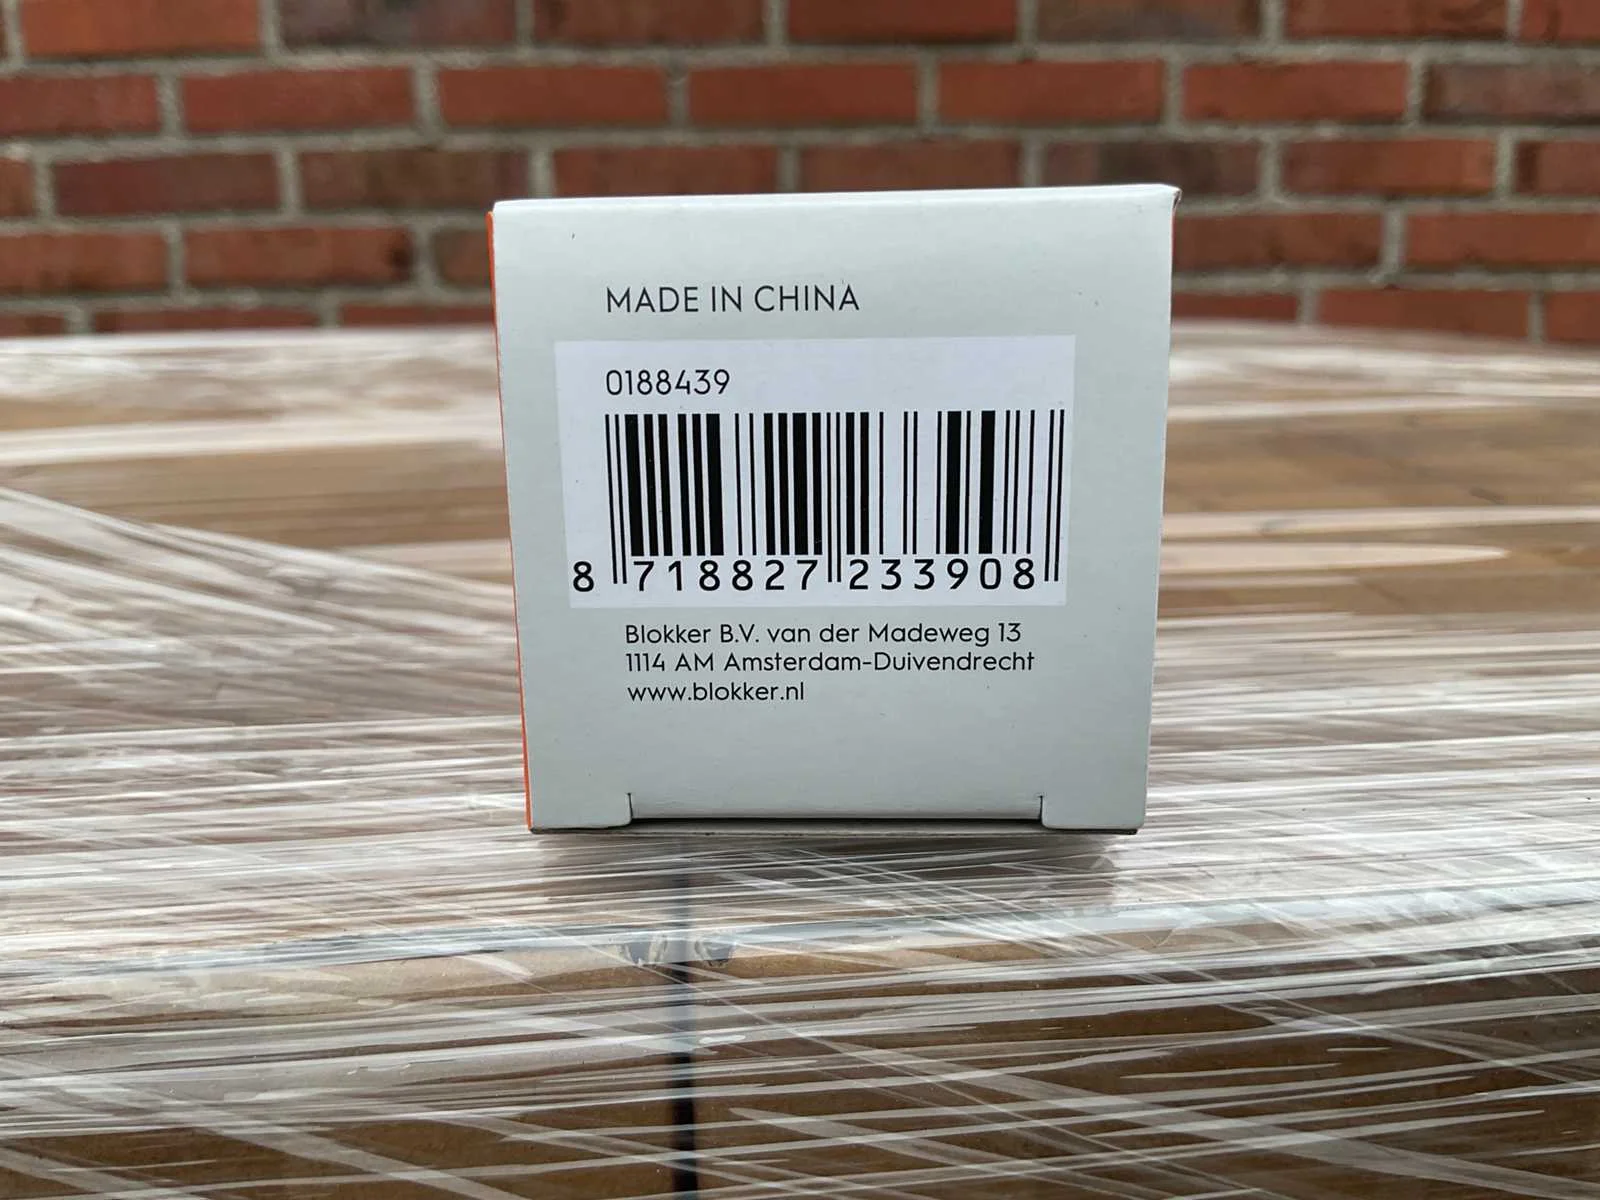 MADE IN CHINA
0188439
8 718827 233908
Blokker B.V. van der Madeweg 13
1114 AM Amsterdam-Duivendrecht
www.blokker.nl